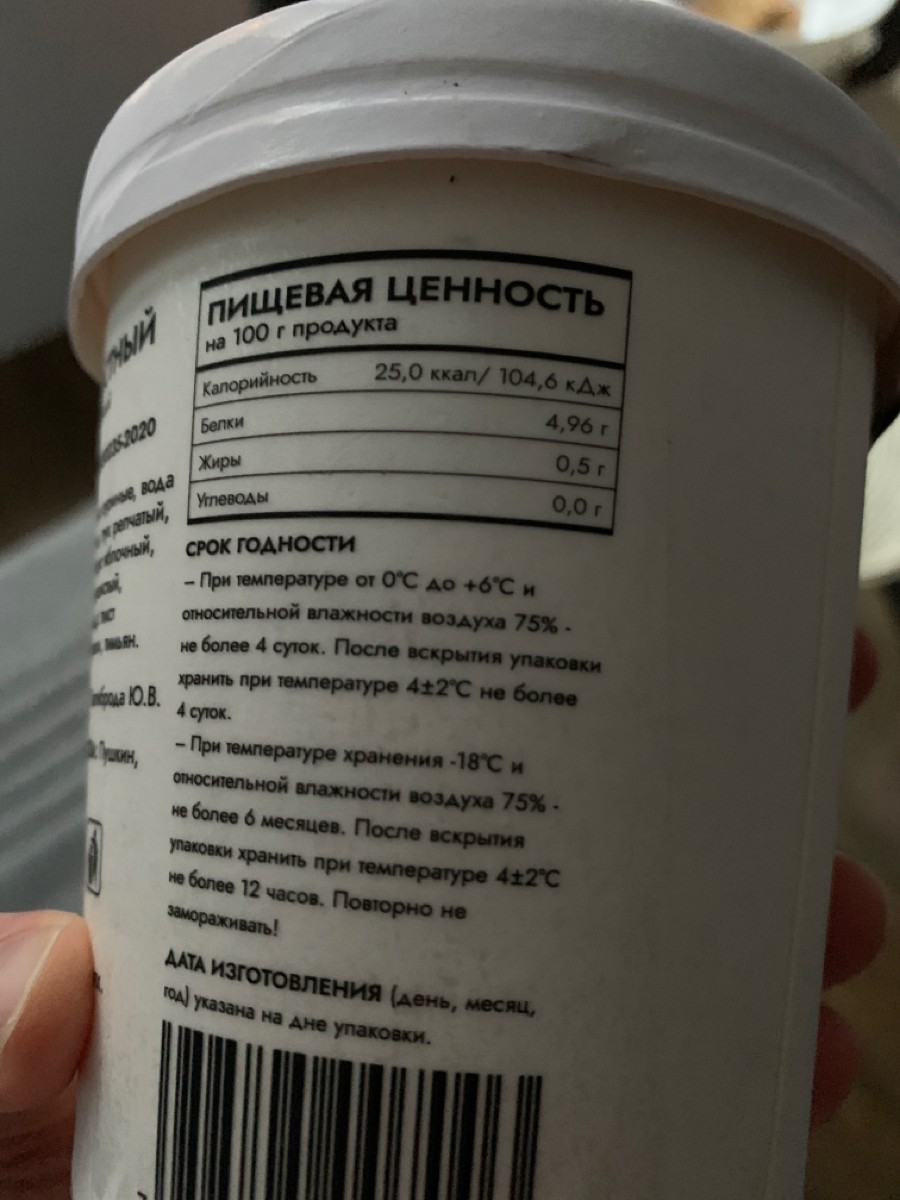 ПИЩЕВАЯ ЦЕННОСТЬ
на 100 г продукта
Калорийность 25,0 ккал/ 104,6 кДж
Белки 4,96 г
Жиры 0,5 г
Углеводы 0,0 г
СРОК ГОДНОСТИ
– При температуре от 0°С до +6°С и
относительной влажности воздуха 75% -
не более 4 суток. После вскрытия упаковки
хранить при температуре 4±2°С не более
4 суток.
– При температуре хранения -18°С и
относительной влажности воздуха 75% -
не более 6 месяцев. После вскрытия
упаковки хранить при температуре 4±2°С
не более 12 часов. Повторно не
замораживать!
ДАТА ИЗГОТОВЛЕНИЯ (день, месяц,
год) указана на дне упаковки.
вода
репчатый,
Ю.В.
Пушкин,